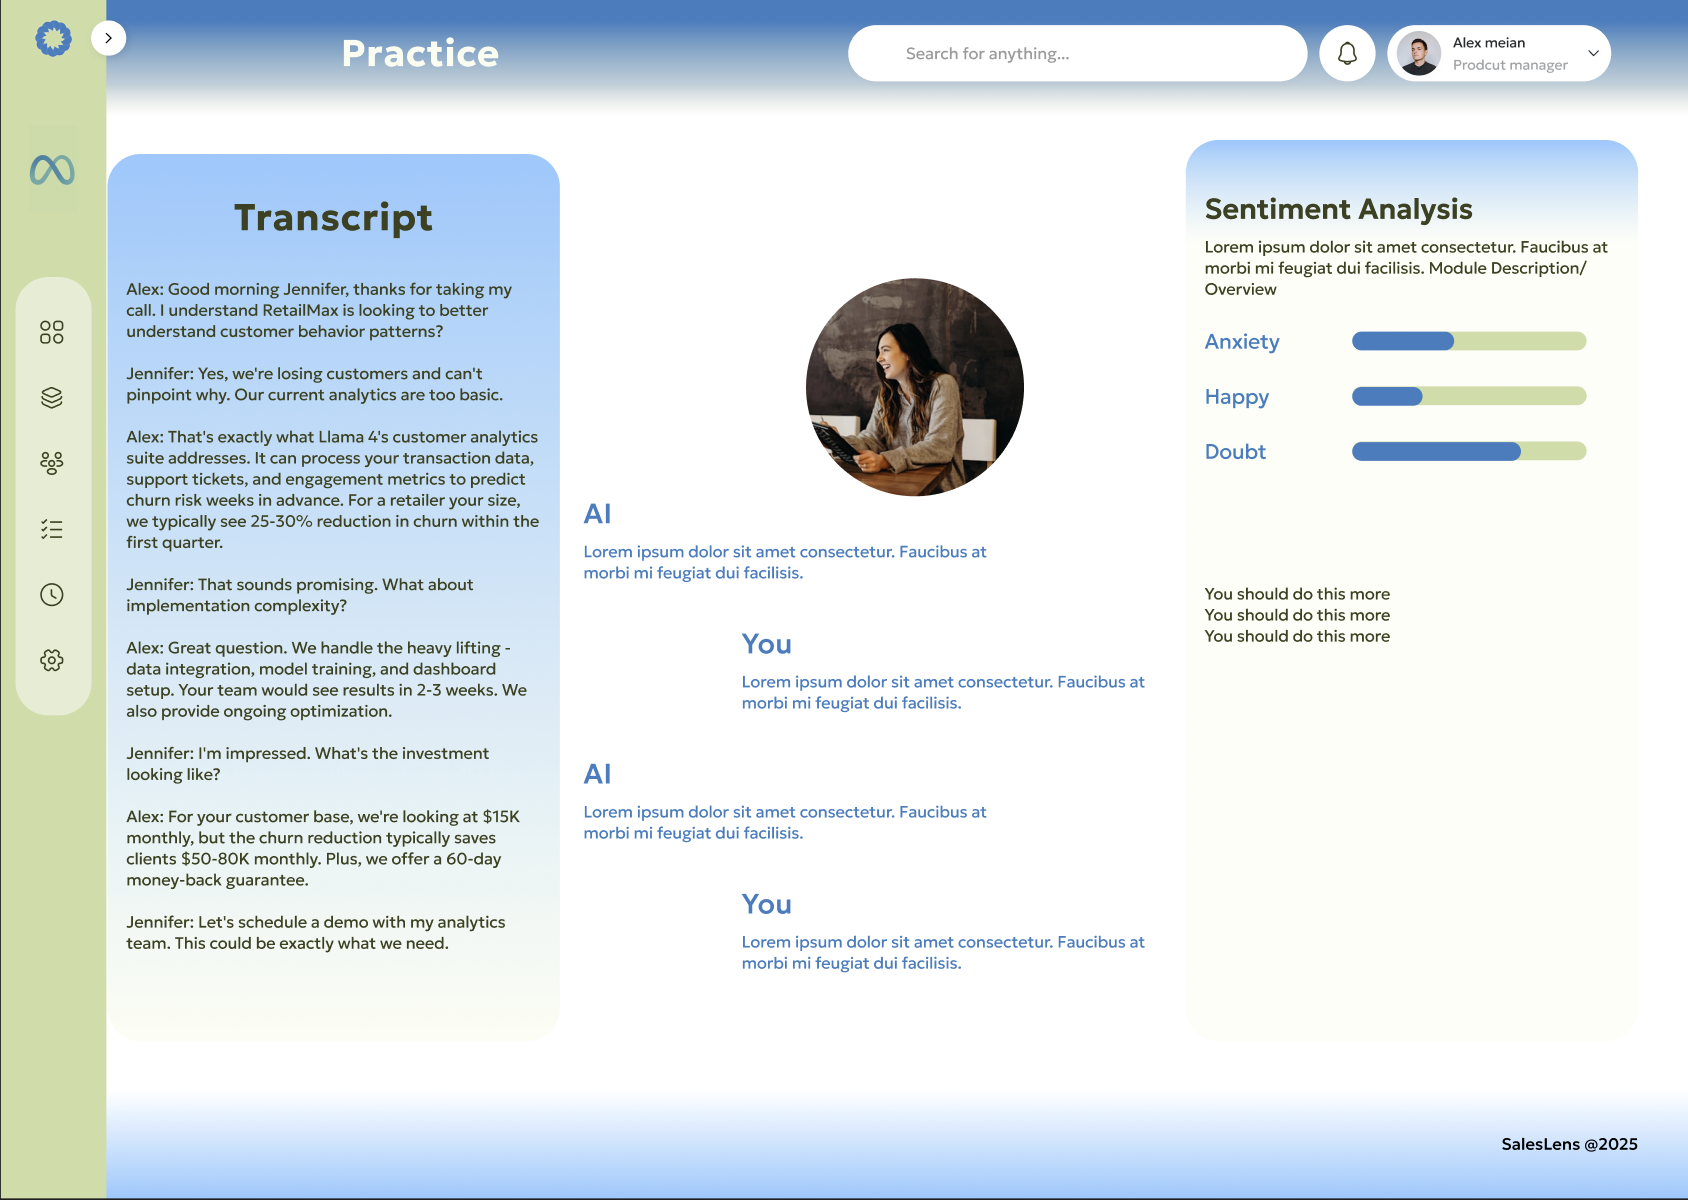 Practice
Search for anything...
Alex meian
Prodcut manager
Transcript
Alex: Good morning Jennifer, thanks for taking my
call. I understand RetailMax is looking to better
understand customer behavior patterns?
Jennifer: Yes, we're losing customers and can't
pinpoint why. Our current analytics are too basic.
Alex: That's exactly what Llama 4's customer analytics
suite addresses. It can process your transaction data,
support tickets, and engagement metrics to predict
churn risk weeks in advance. For a retailer your size,
we typically see 25-30% reduction in churn within the
first quarter.
Jennifer: That sounds promising. What about
implementation complexity?
Alex: Great question. We handle the heavy lifting -
data integration, model training, and dashboard
setup. Your team would see results in 2-3 weeks. We
also provide ongoing optimization.
Jennifer: I'm impressed. What's the investment
looking like?
Alex: For your customer base, we're looking at $15K
monthly, but the churn reduction typically saves
clients $50-80K monthly. Plus, we offer a 60-day
money-back guarantee.
Jennifer: Let's schedule a demo with my analytics
team. This could be exactly what we need.
AI
Lorem ipsum dolor sit amet consectetur. Faucibus at
morbi mi feugiat dui facilisis.
You
Lorem ipsum dolor sit amet consectetur. Faucibus at
morbi mi feugiat dui facilisis.
AI
Lorem ipsum dolor sit amet consectetur. Faucibus at
morbi mi feugiat dui facilisis.
You
Lorem ipsum dolor sit amet consectetur. Faucibus at
morbi mi feugiat dui facilisis.
Sentiment Analysis
Lorem ipsum dolor sit amet consectetur. Faucibus at
morbi mi feugiat dui facilisis. Module Description/
Overview
Anxiety
Happy
Doubt
You should do this more
You should do this more
You should do this more
SalesLens @2025